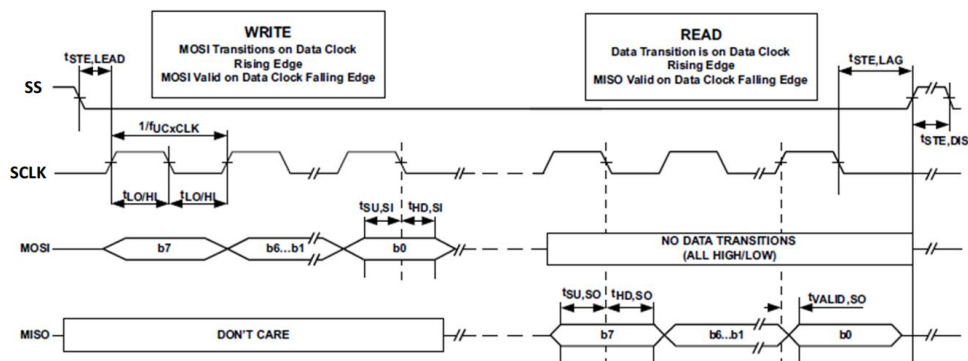 WRITE
MOSI Transitions on Data Clock
Rising Edge
MOSI Valid on Data Clock Falling Edge
READ
Data Transition is on Data Clock
Rising Edge
MISO Valid on Data Clock Falling Edge
tSTE,LEAD
tSTE,LAG
SS
1/fUCxCLK
tSTE,DIS
SCLK
tLO/HI
tLO/HI
tSU,SI
tHD,SI
MOSI
b7
b6...b1
b0
NO DATA TRANSITIONS
(ALL HIGH/LOW)
tSU,SO
tHD,SO
tVALID,SO
MISO
DON'T CARE
b7
b6...b1
b0